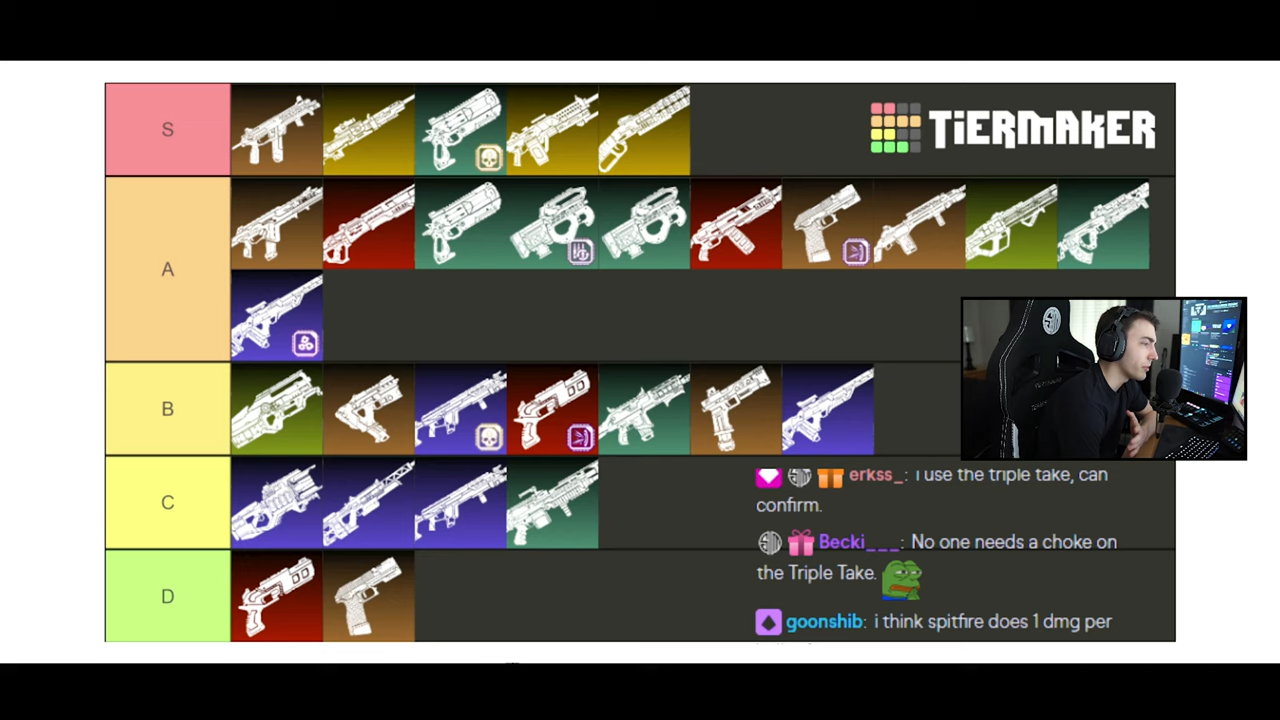 S
TiERMAKER
A
B
C
erkss_: i use the triple take, can
confirm.
Becki___: No one needs a choke on
the Triple Take.
D
goonshib: i think spitfire does 1 dmg per